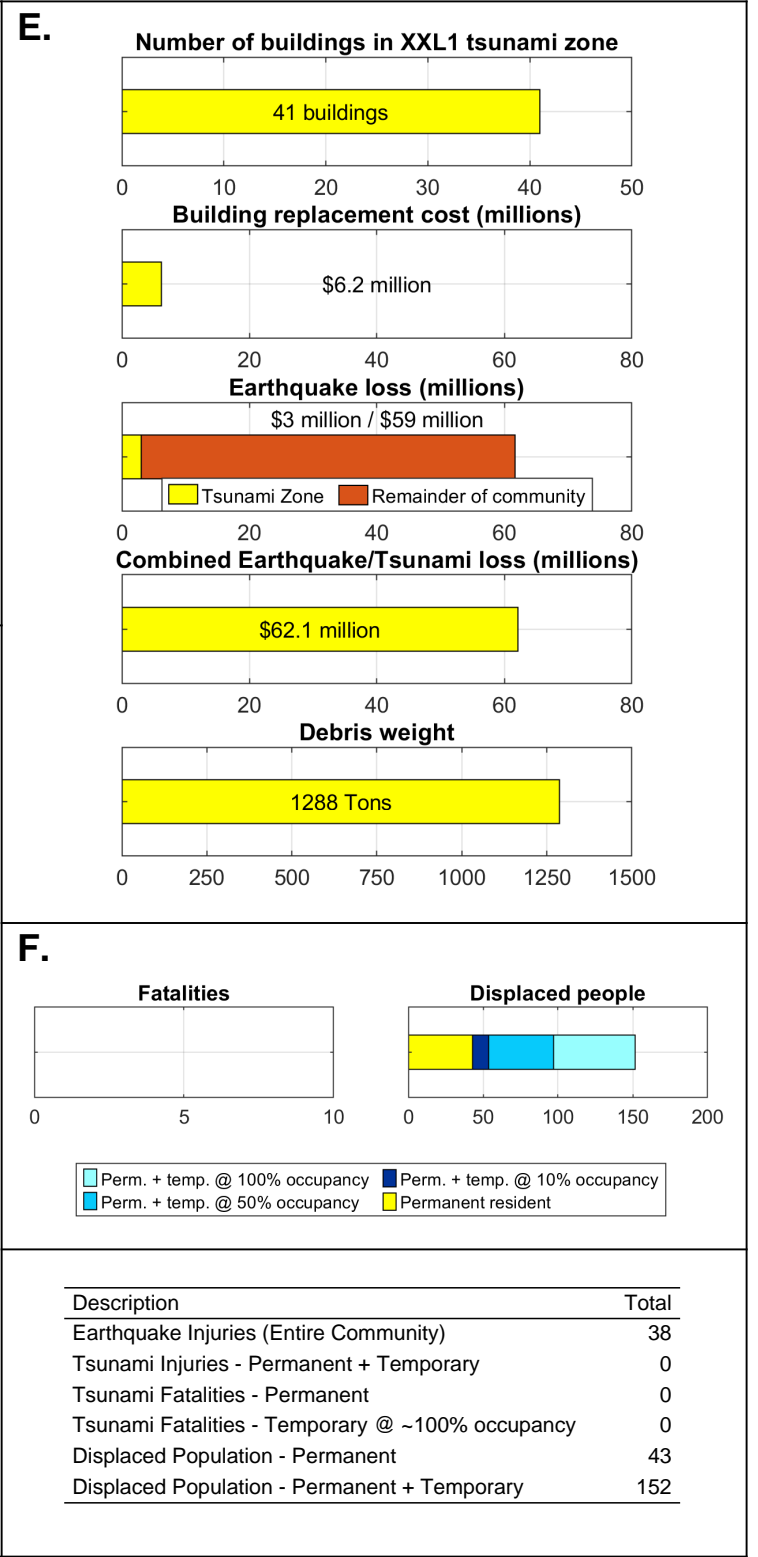 E.
Number of buildings in XXL1 tsunami zone
41 buildings
0 10 20 30 40 50
Building replacement cost (millions)
$6.2 million
0 20 40 60 80
Earthquake loss (millions)
$3 million / $59 million
Tsunami Zone Remainder of community
0 20 40 60 80
Combined Earthquake/Tsunami loss (millions)
$62.1 million
0 20 40 60 80
Debris weight
1288 Tons
0 250 500 750 1000 1250 1500
F.
Fatalities Displaced people
0 5 10 0 50 100 150 200
Perm. + temp. @ 100% occupancy Perm. + temp. @ 10% occupancy
Perm. + temp. @ 50% occupancy Permanent resident
Description Total
Earthquake Injuries (Entire Community) 38
Tsunami Injuries - Permanent + Temporary 0
Tsunami Fatalities - Permanent 0
Tsunami Fatalities - Temporary @ ~100% occupancy 0
Displaced Population - Permanent 43
Displaced Population - Permanent + Temporary 152